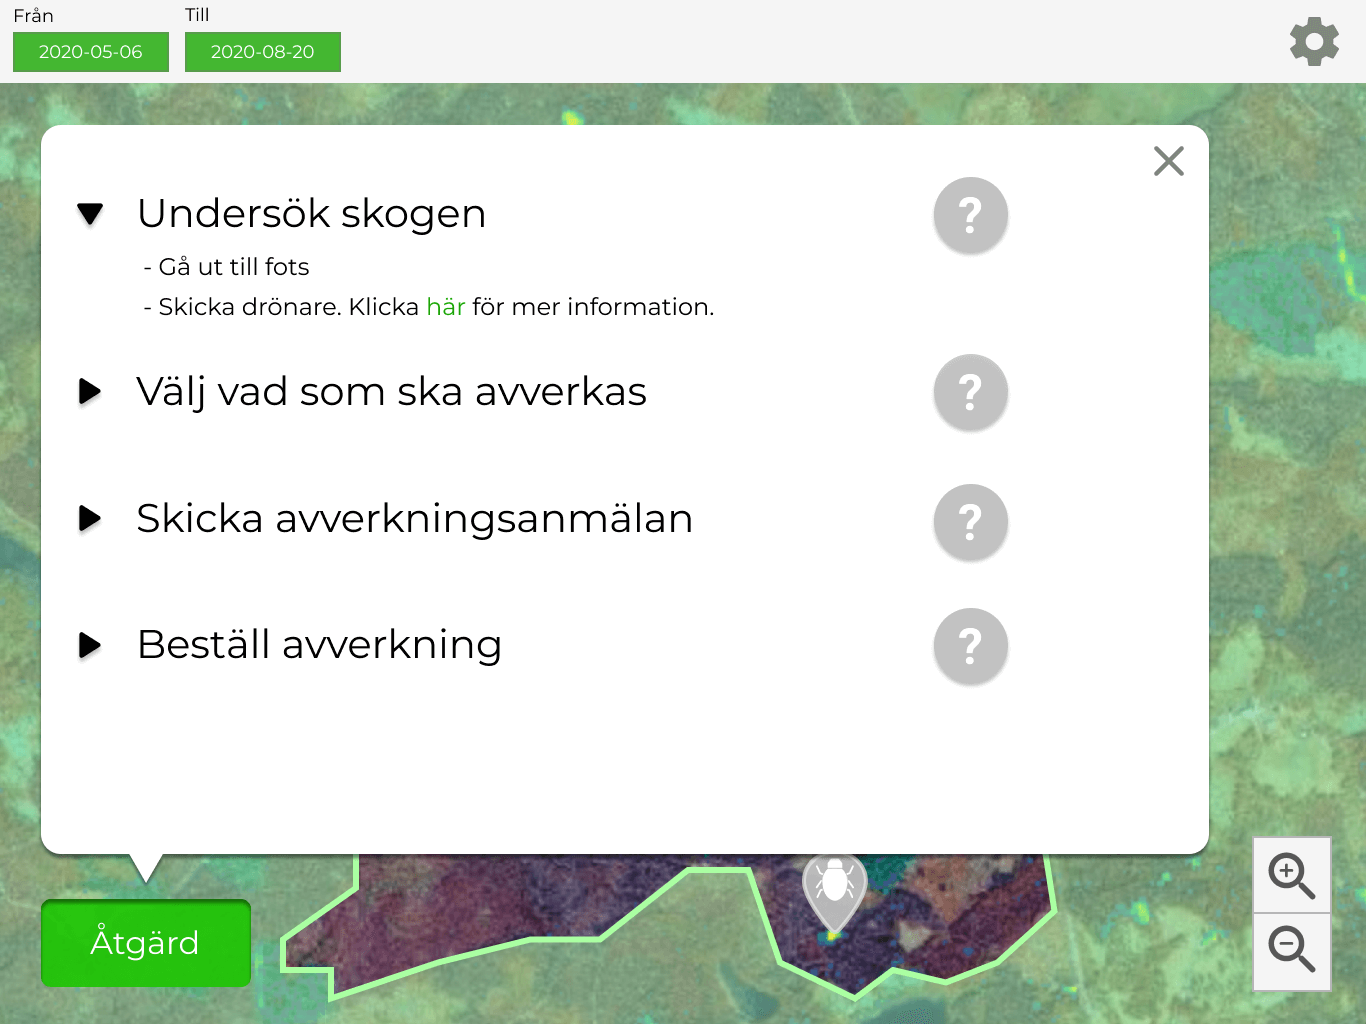 Från
Till
2020-05-06
2020-08-20
Undersök skogen
?
- Gå ut till fots
- Skicka drönare. Klicka här för mer information.
Välj vad som ska avverkas
?
Skicka avverkningsanmälan
?
Beställ avverkning
?
Åtgärd